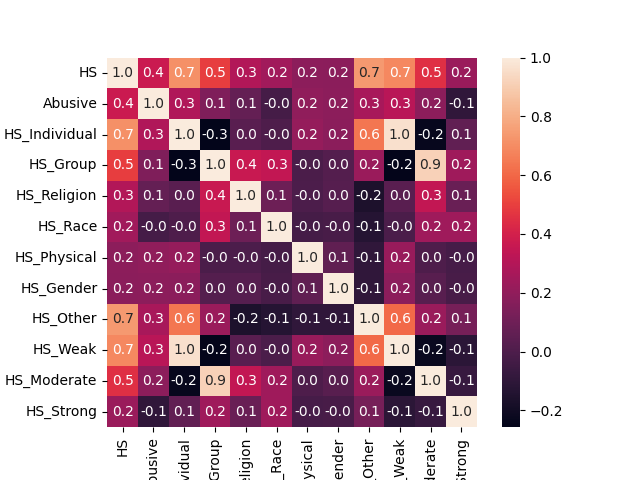 HS 1.0 0.4 0.7 0.5 0.3 0.2 0.2 0.2 0.7 0.7 0.5 0.2
Abusive 0.4 1.0 0.3 0.1 0.1 -0.0 0.2 0.2 0.3 0.3 0.2 -0.1
HS_Individual 0.7 0.3 1.0 -0.3 0.0 -0.0 0.2 0.2 0.6 1.0 -0.2 0.1
HS_Group 0.5 0.1 -0.3 1.0 0.4 0.3 -0.0 0.0 0.2 -0.2 0.9 0.2
HS_Religion 0.3 0.1 0.0 0.4 1.0 0.1 -0.0 0.0 -0.2 0.0 0.3 0.1
HS_Race 0.2 -0.0 -0.0 0.3 0.1 1.0 -0.0 -0.0 -0.1 -0.0 0.2 0.2
HS_Physical 0.2 0.2 0.2 -0.0 -0.0 -0.0 1.0 0.1 -0.1 0.2 0.0 -0.0
HS_Gender 0.2 0.2 0.2 0.0 0.0 -0.0 0.1 1.0 -0.1 0.2 0.0 -0.0
HS_Other 0.7 0.3 0.6 0.2 -0.2 -0.1 -0.1 -0.1 1.0 0.6 0.2 0.1
HS_Weak 0.7 0.3 1.0 -0.2 0.0 -0.0 0.2 0.2 0.6 1.0 -0.2 -0.1
HS_Moderate 0.5 0.2 -0.2 0.9 0.3 0.2 0.0 0.0 0.2 -0.2 1.0 -0.1
HS_Strong 0.2 -0.1 0.1 0.2 0.1 0.2 -0.0 -0.0 0.1 -0.1 -0.1 1.0
HS
busive
vidual
Group
eligion
_Race
ysical
ender
_Other
_Weak
derate
Strong
1.0
0.8
0.6
0.4
0.2
0.0
−0.2